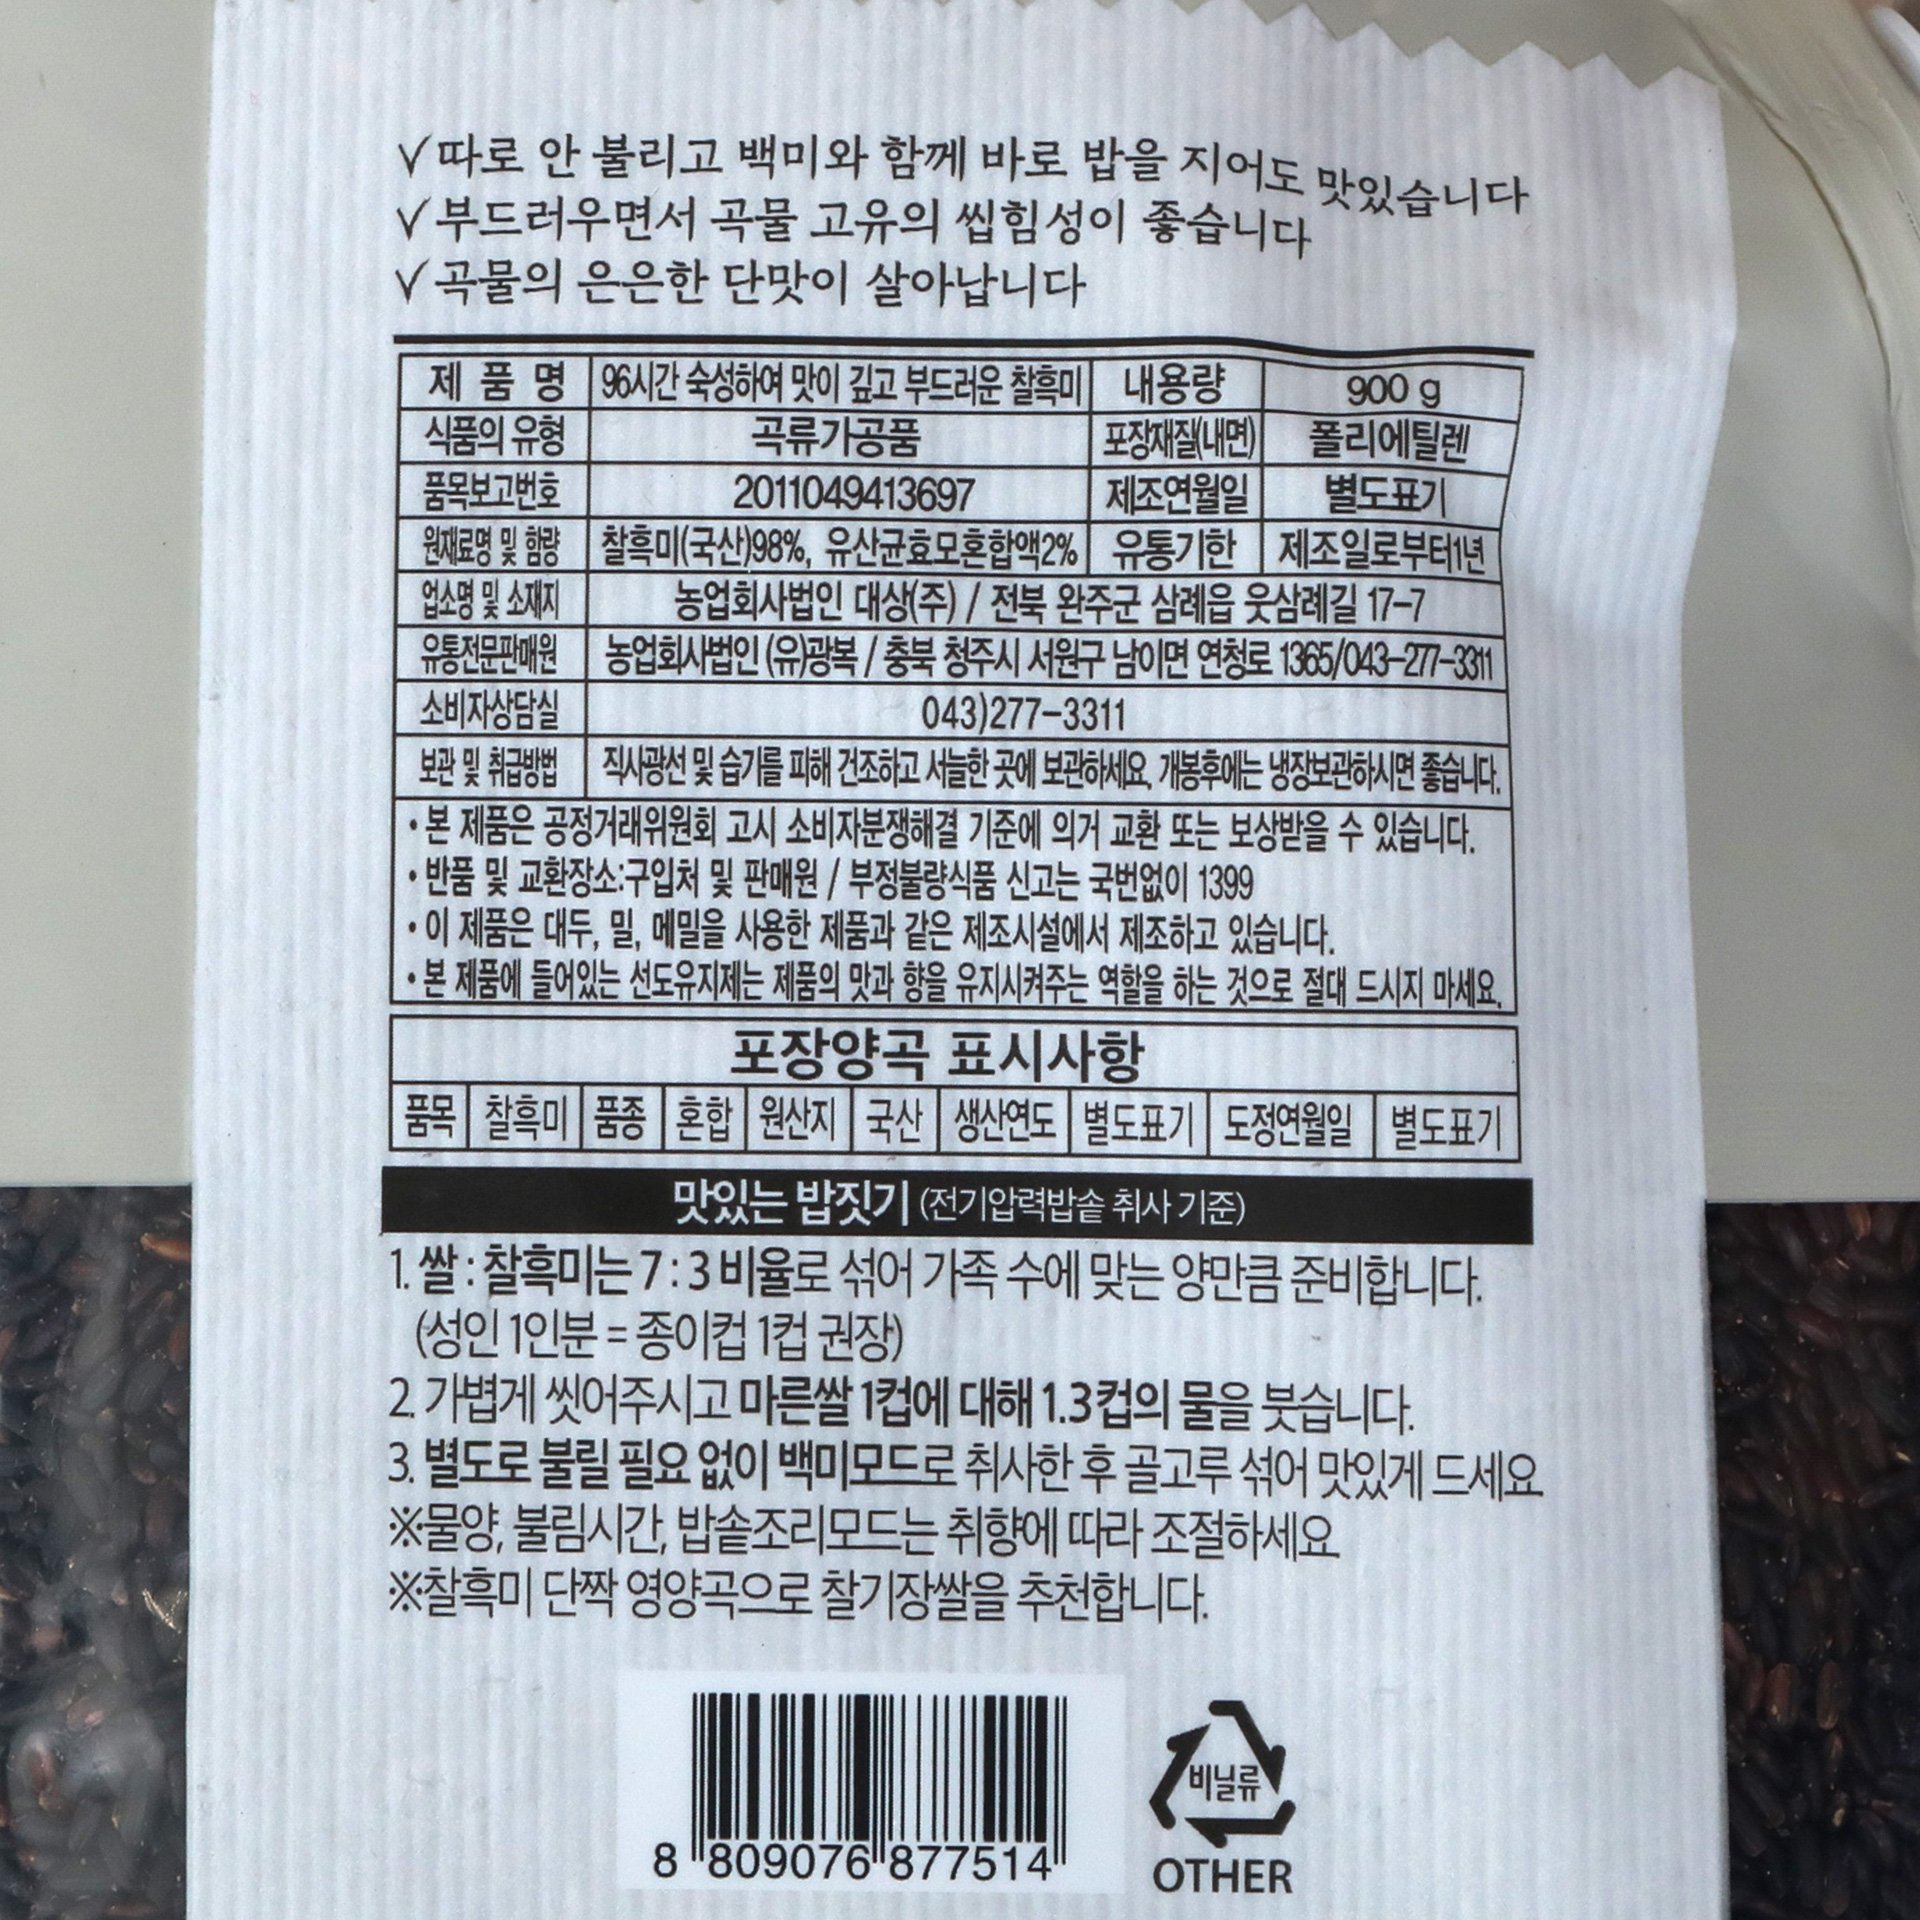 √따로 안 불리고 백미와 함께 바로 밥을 지어도 맛있습니다
√부드러우면서 곡물 고유의 씹힘성이 좋습니다
√곡물의 은은한 단맛이 살아납니다
제 품 명 96시간 숙성하여 맛이 깊고 부드러운 찰흑미 내용량 900 g
식품의 유형 곡류가공품 포장재질(내면) 폴리에틸렌
품목보고번호 2011049413697 제조연월일 별도표기
원재료명 및 함량 찰흑미(국산)98%, 유산균효모혼합액2% 유통기한 제조일로부터1년
업소명 및 소재지 농업회사법인 대상(주) / 전북 완주군 삼례읍 웃삼례길 17-7
유통전문판매원 농업회사법인 (유)광복 / 충북 청주시 서원구 남이면 연청로 1365/043-277-3311
소비자상담실 043)277-3311
보관 및 취급방법 직사광선 및 습기를 피해 건조하고 서늘한 곳에 보관하세요, 개봉후에는 냉장보관하시면 좋습니다.
• 본 제품은 공정거래위원회 고시 소비자분쟁해결 기준에 의거 교환 또는 보상받을 수 있습니다.
• 반품 및 교환장소:구입처 및 판매원 / 부정불량식품 신고는 국번없이 1399
• 이 제품은 대두, 밀, 메밀을 사용한 제품과 같은 제조시설에서 제조하고 있습니다.
• 본 제품에 들어있는 선도유지제는 제품의 맛과 향을 유지시켜주는 역할을 하는 것으로 절대 드시지 마세요.
포장양곡 표시사항
품목 찰흑미 품종 혼합 원산지 국산 생산연도 별도표기 도정연월일 별도표기
맛있는 밥짓기 (전기압력밥솥 취사 기준)
1. 쌀 : 찰흑미는 7 : 3 비율로 섞어 가족 수에 맞는 양만큼 준비합니다.
(성인 1인분 = 종이컵 1컵 권장)
2. 가볍게 씻어주시고 마른쌀 1컵에 대해 1.3컵의 물을 붓습니다.
3. 별도로 불릴 필요 없이 백미모드로 취사한 후 골고루 섞어 맛있게 드세요
※물양, 불림시간, 밥솥조리모드는 취향에 따라 조절하세요
※찰흑미 단짝 영양곡으로 찰기장쌀을 추천합니다.
비닐류
8 809076 877514
OTHER